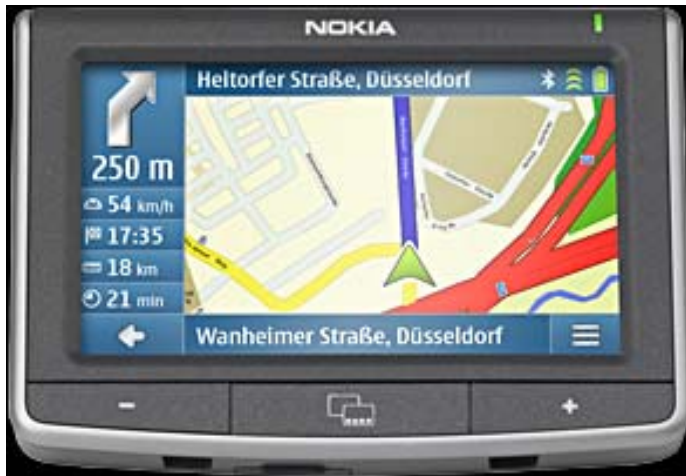 NOKIA
Heltorfer Straße, Düsseldorf
250 m
54 km/h
17:35
18 km
21 min
Wanheimer Straße, Düsseldorf
- +